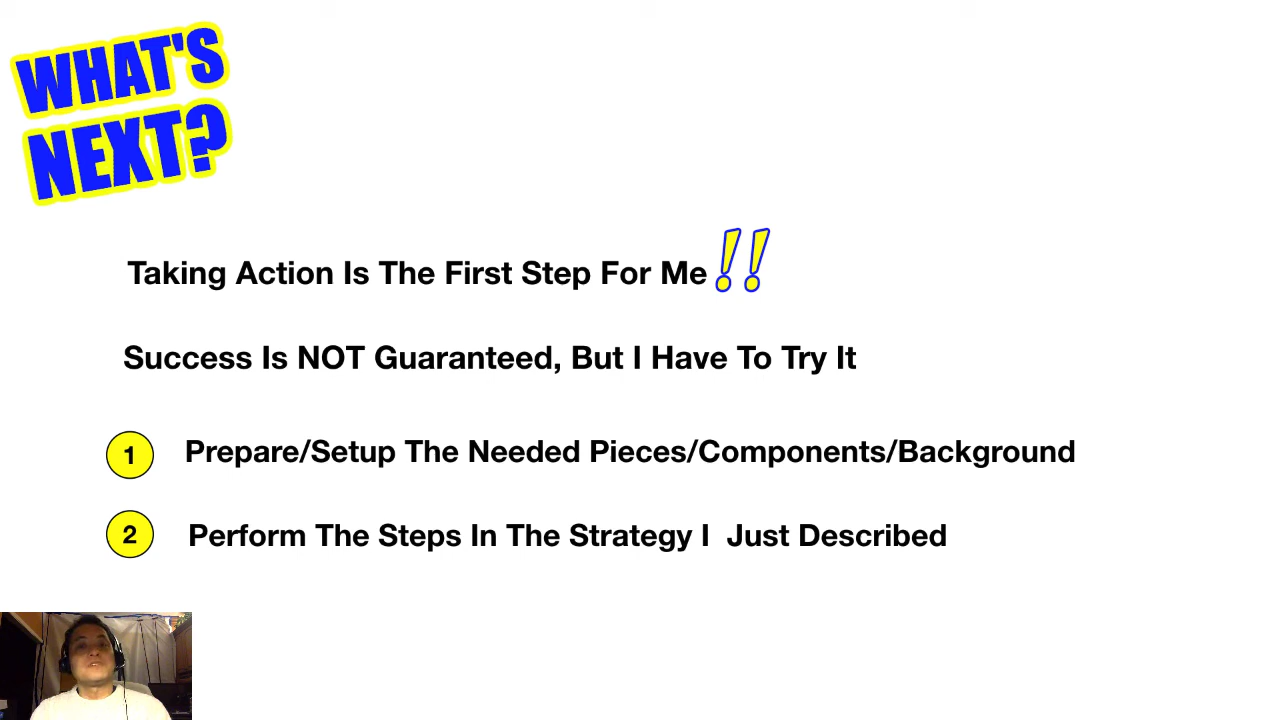 WHAT'S
NEXT?
Taking Action Is The First Step For Me!!
Success Is NOT Guaranteed, But I Have To Try It
1 Prepare/Setup The Needed Pieces/Components/Background
2 Perform The Steps In The Strategy I Just Described